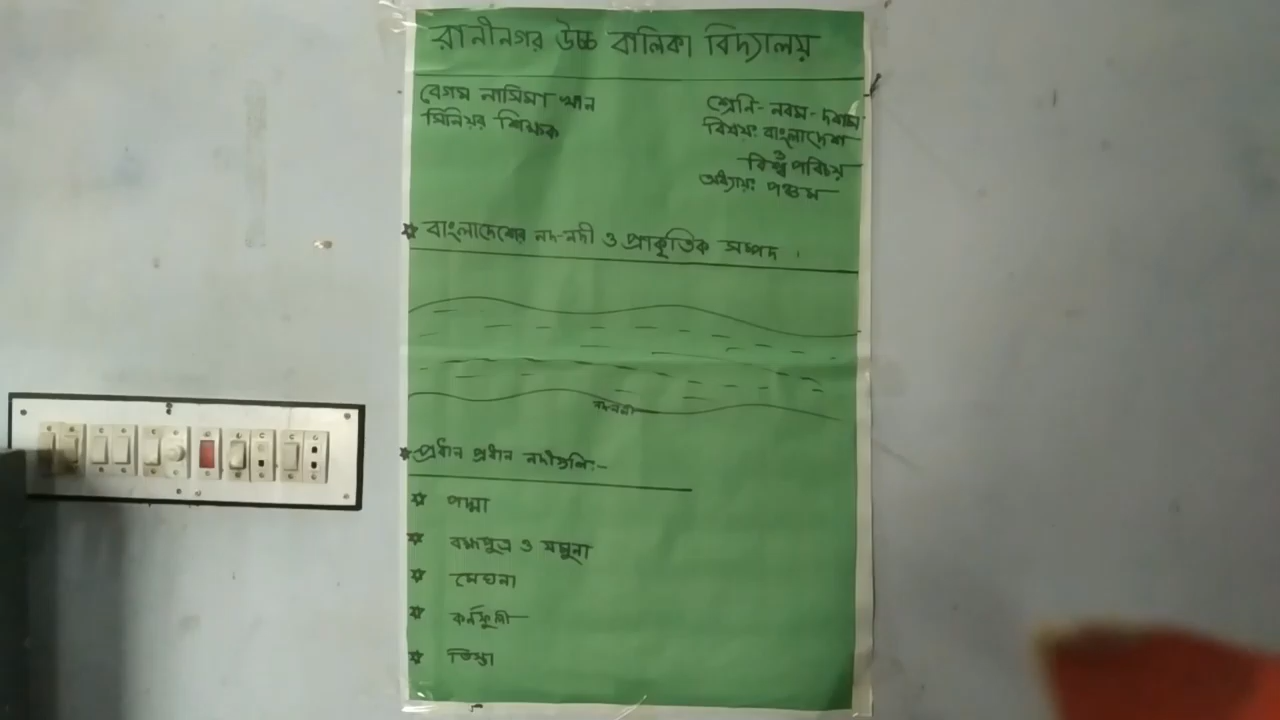 রানীনগর উচ্চ বালিকা বিদ্যালয়
বেগম নাসিমা খান
সিনিয়র শিক্ষক
শ্রেনি- নবম- দশম
বিষয়: বাংলাদেশ
ও
বিশ্ব পরিচয়
অধ্যায়: পঞ্চম
বাংলাদেশের নদ-নদী ও প্রাকৃতিক সম্পদ ।
প্রধান প্রধান নদীগুলি:-
পদ্মা
ব্রহ্মপুত্র ও যমুনা
মেঘনা
কর্নফুলী
তিস্তা